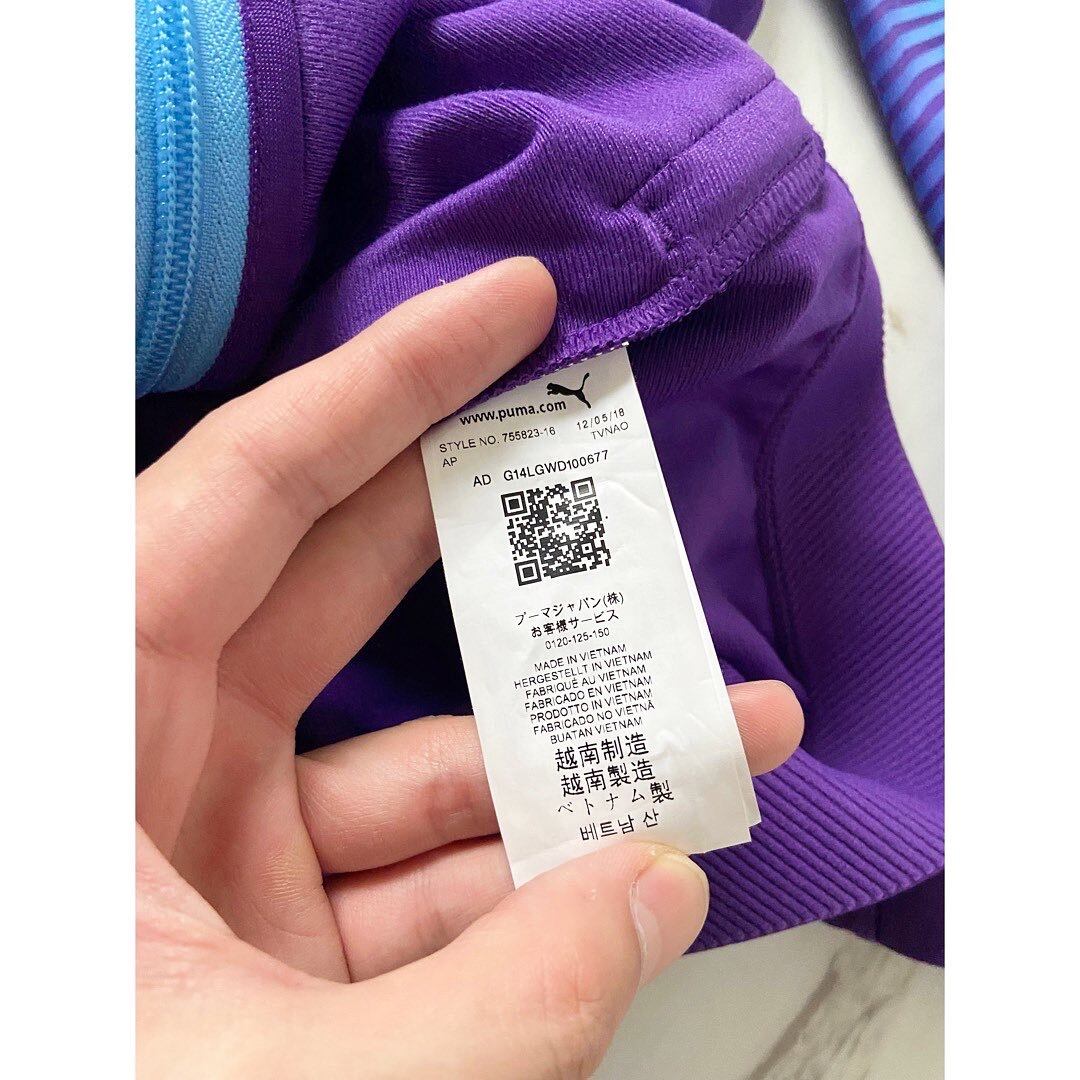 www.puma.com
STYLE NO. 755823-16 12/05/18
AP TVNAO
AD G14LGWD100677
プーマジャパン(株)
お客様サービス
0120-125-150
MADE IN VIETNAM
HERGESTELLT IN VIETNAM
FABRIQUÉ AU VIETNAM
FABRICADO EN VIETNAM
PRODOTTO IN VIETNAM
FABRICADO NO VIETNÃ
BUATAN VIETNAM
越南制造
越南製造
ベトナム製
베트남 산